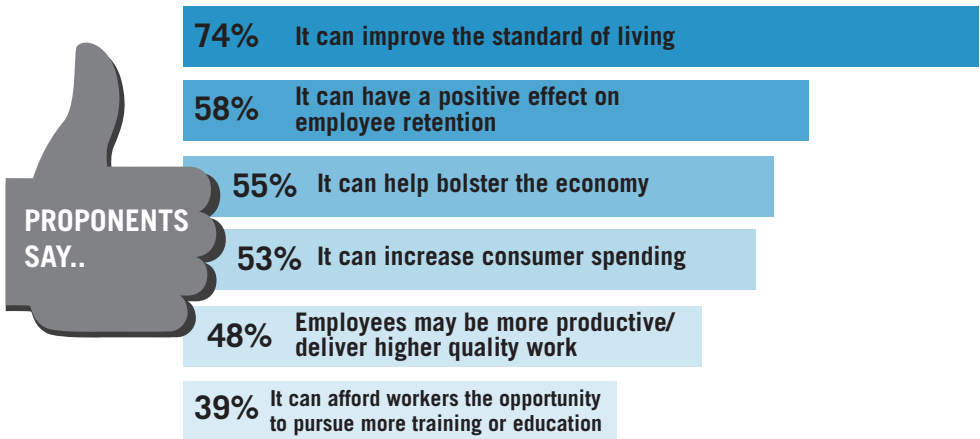 74% It can improve the standard of living
58% It can have a positive effect on
employee retention
55% It can help bolster the economy
PROPONENTS
SAY..
53% It can increase consumer spending
48% Employees may be more productive/
deliver higher quality work
39% It can afford workers the opportunity
to pursue more training or education